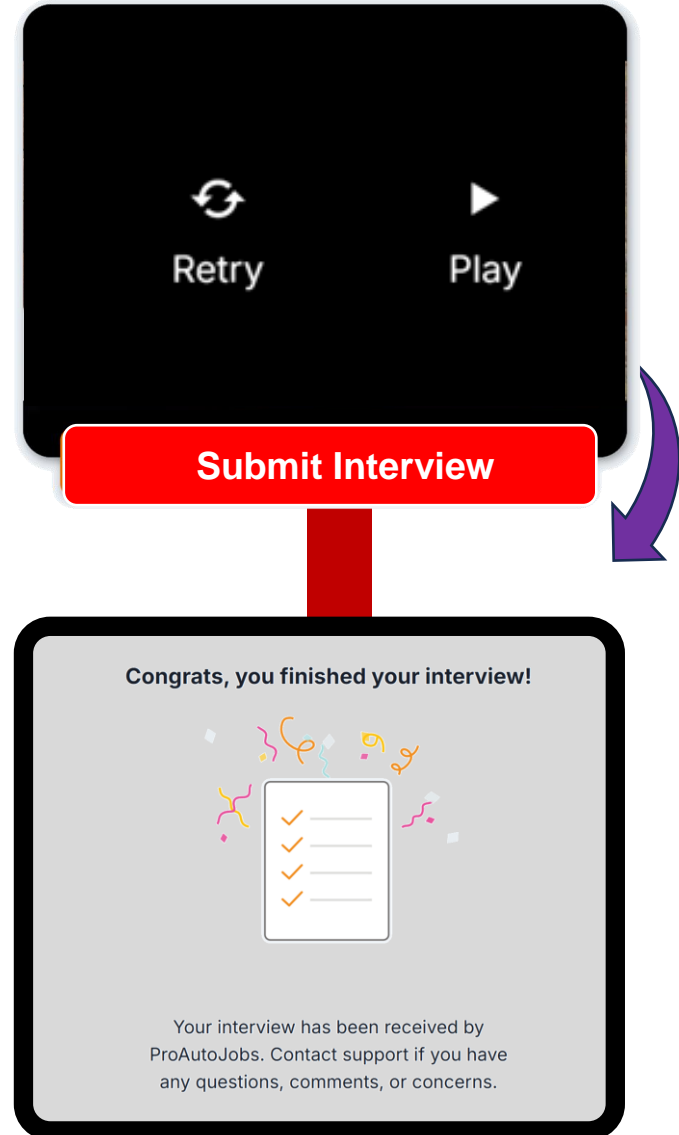 Retry Play
Submit Interview
Congrats, you finished your interview!
Your interview has been received by
ProAutoJobs. Contact support if you have
any questions, comments, or concerns.